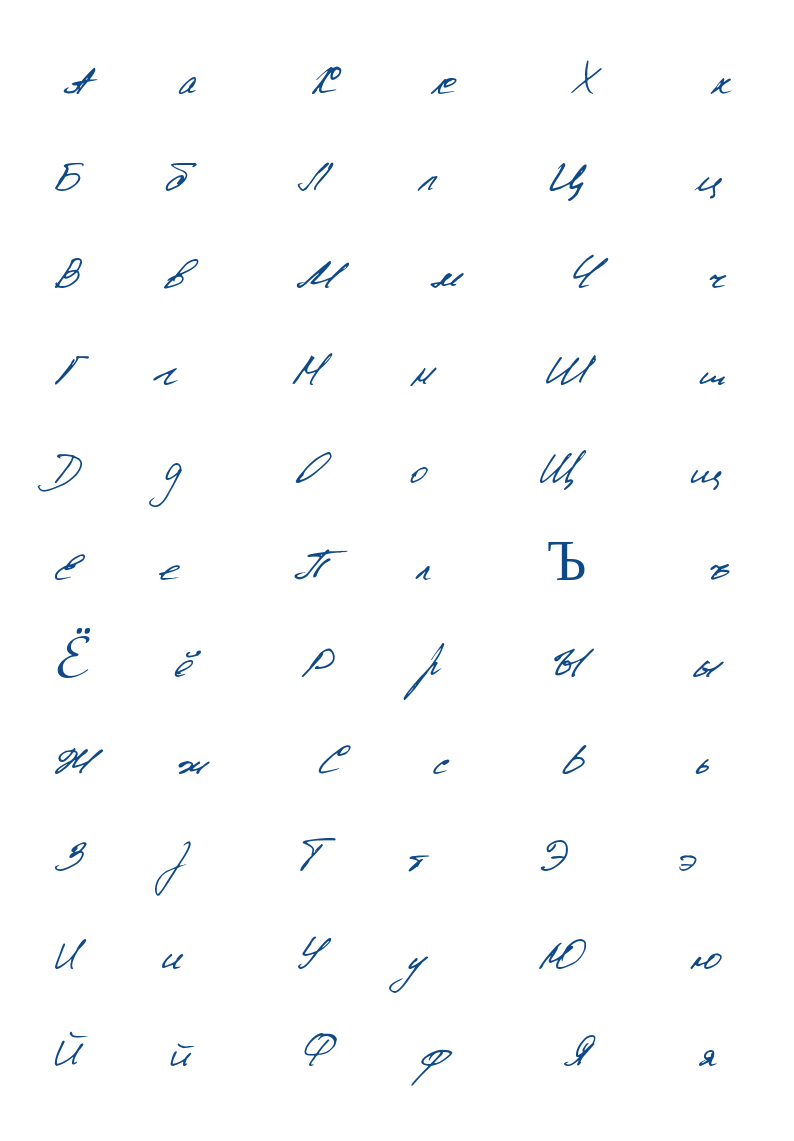 А а К к Х х
Б б Л л Ц ц
В в М м Ч ч
Г г Н н Ш ш
Д д О о Щ щ
Е е П п Ъ ъ
Ё ё Р р Ы ы
Ж ж С с Ь ь
З з Т т Э э
И и У у Ю ю
Й й Ф ф Я я